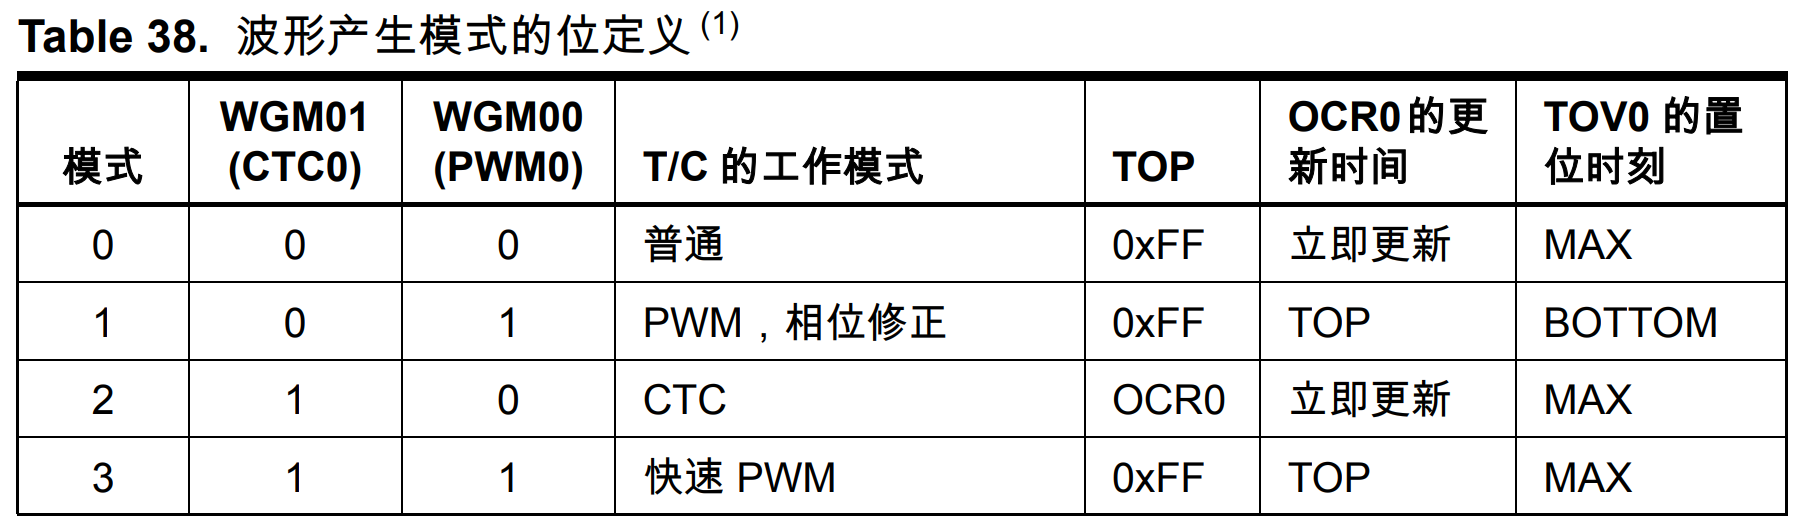 Table 38. 波形产生模式的位定义 (1)
模式 WGM01 (CTC0) WGM00 (PWM0) T/C 的工作模式 TOP OCR0 的更新时间 TOV0 的置位时刻
0 0 0 普通 0xFF 立即更新 MAX
1 0 1 PWM , 相位修正 0xFF TOP BOTTOM
2 1 0 CTC OCR0 立即更新 MAX
3 1 1 快速 PWM 0xFF TOP MAX